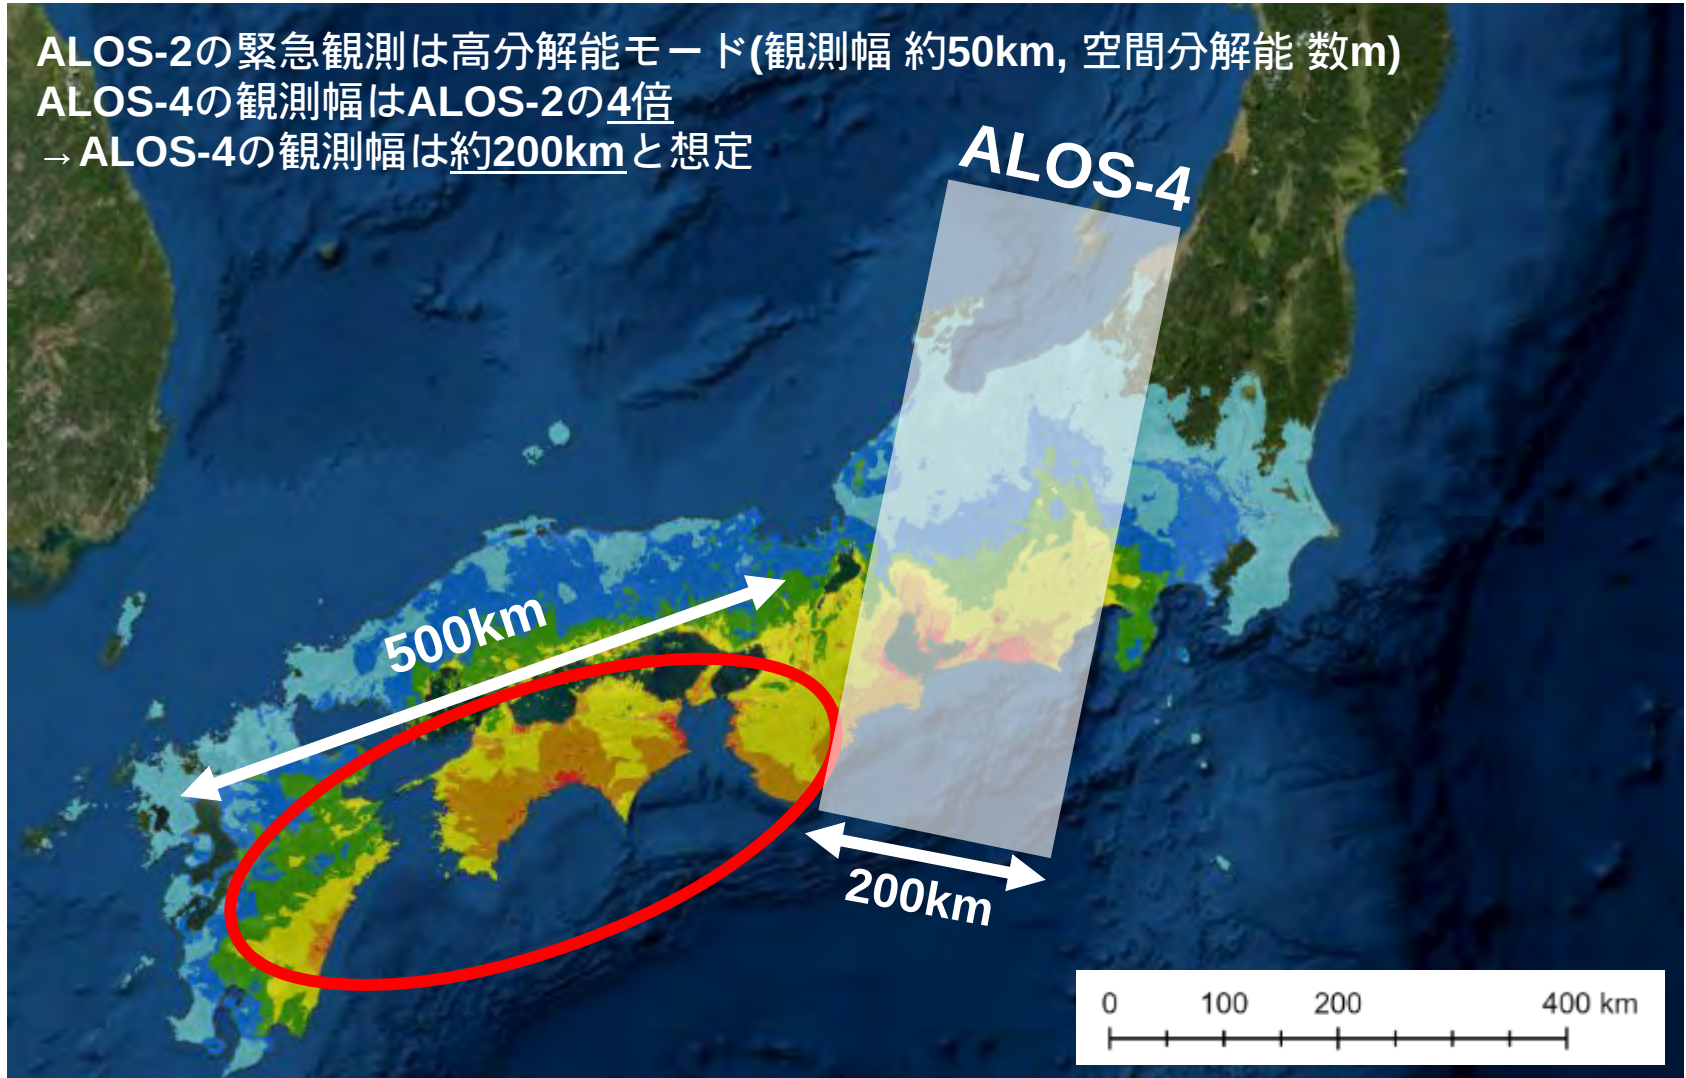 ALOS-2の緊急観測は高分解能モード(観測幅 約50km, 空間分解能 数m)
ALOS-4の観測幅はALOS-2の4倍
→ALOS-4の観測幅は約200kmと想定
ALOS-4
500km
200km
0 100 200 400 km